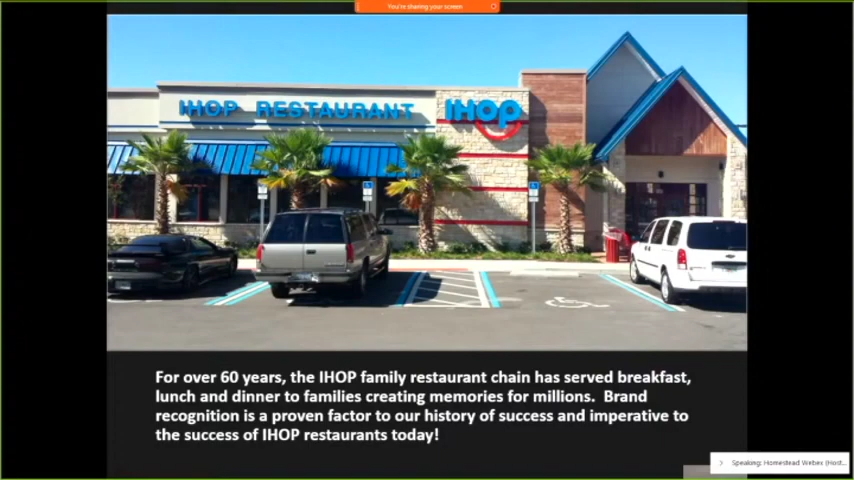 You're sharing your screen
IHOP RESTAURANT
IHOP
For over 60 years, the IHOP family restaurant chain has served breakfast,
lunch and dinner to families creating memories for millions. Brand
recognition is a proven factor to our history of success and imperative to
the success of IHOP restaurants today!
Speaking: Homestead Webex (Host...